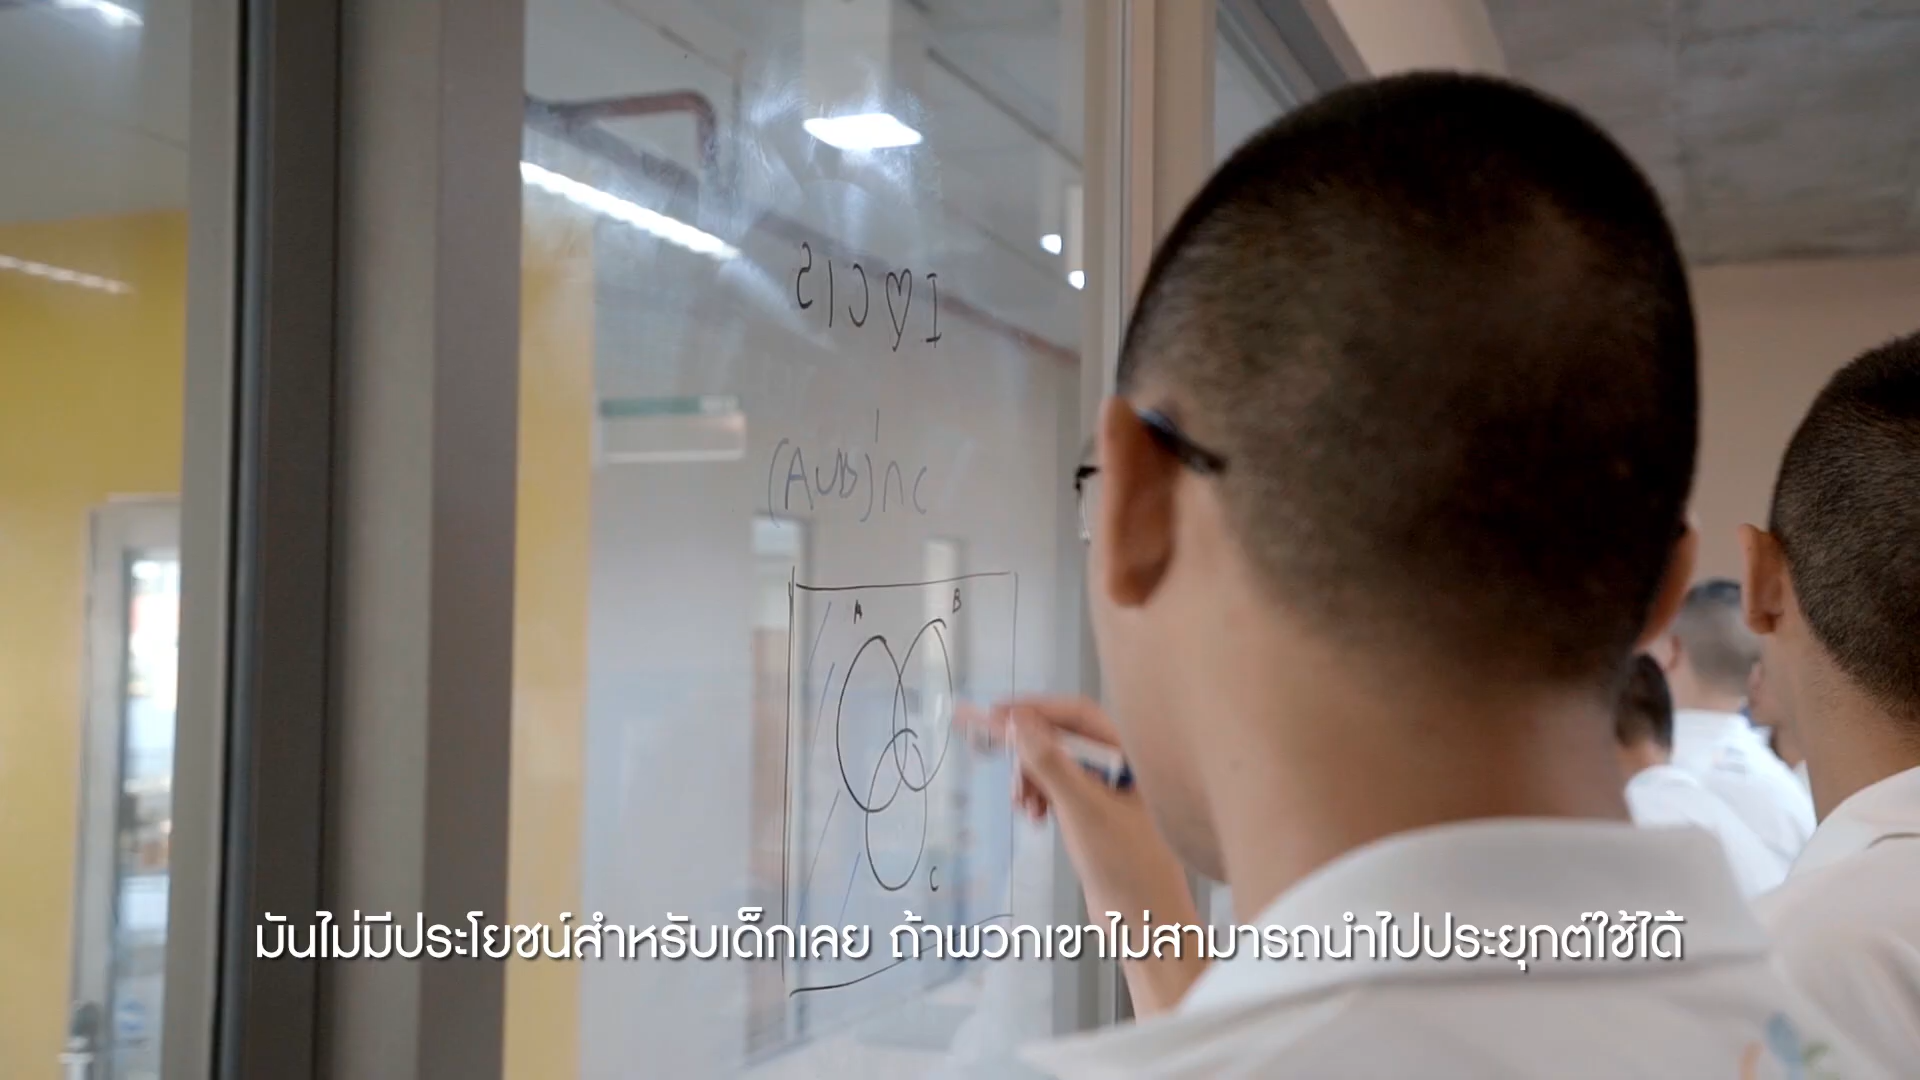 I ♡ CIS
(A∪B)'∩C
A B
C
มันไม่มีประโยชน์สำหรับเด็กเลย ถ้าพวกเขาไม่สามารถนำไปประยุกต์ใช้ได้